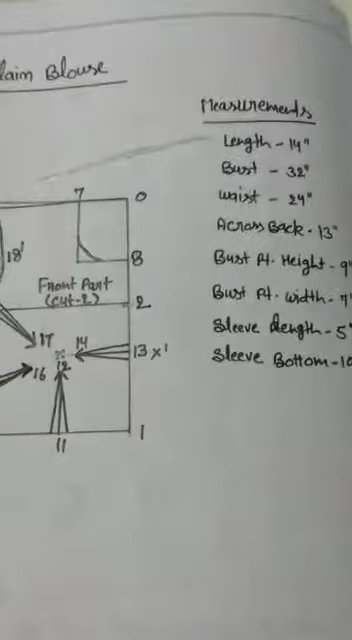 lain Blouse
Measurements
Length - 14"
Bust - 32"
waist - 24"
Across Back - 13"
Bust Pt. Height - 9"
Bust Pt. Width - 7"
Sleeve Length - 5"
Sleeve Bottom - 10
7
0
18'
8
Front Part
(cut-2)
2
17
14
13 x'
16
12
11
1